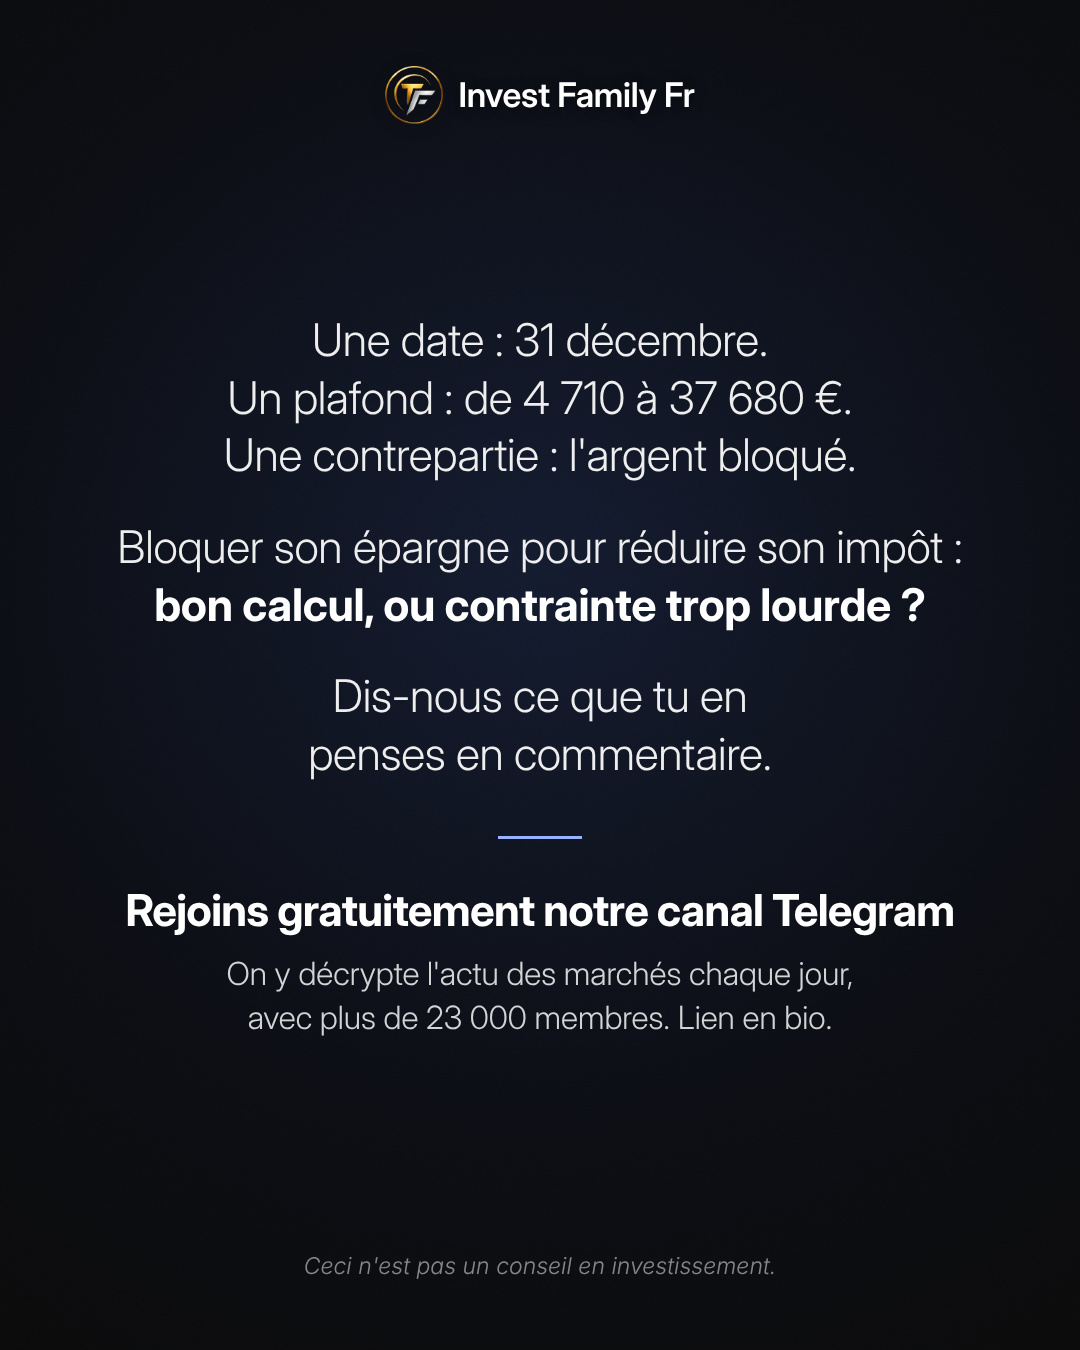 TF Invest Family Fr
Une date : 31 décembre.
Un plafond : de 4 710 à 37 680 €.
Une contrepartie : l'argent bloqué.
Bloquer son épargne pour réduire son impôt :
bon calcul, ou contrainte trop lourde ?
Dis-nous ce que tu en
penses en commentaire.
Rejoins gratuitement notre canal Telegram
On y décrypte l'actu des marchés chaque jour,
avec plus de 23 000 membres. Lien en bio.
Ceci n'est pas un conseil en investissement.